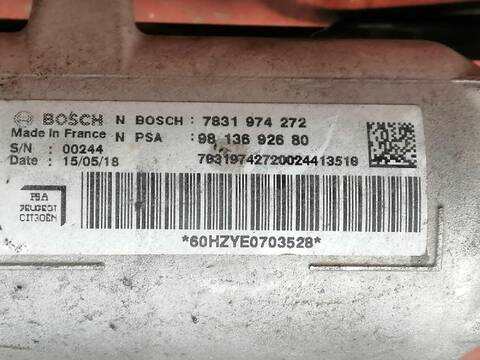 BOSCH N BOSCH : 7831 974 272
Made in France N PSA : 98 136 926 80
S/N : 00244
Date : 15/05/18 78319742720024413519
PSA
PEUGEOT
CITROËN
*60HZYE0703528*